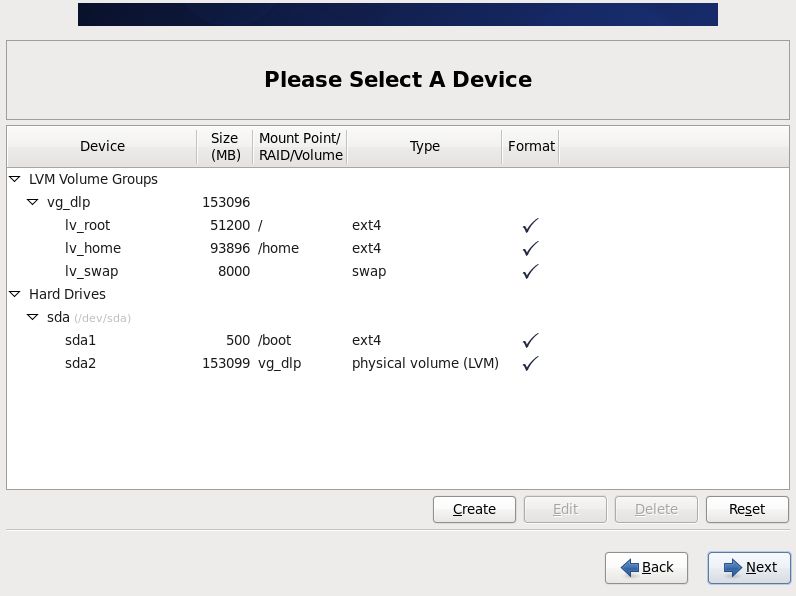 Please Select A Device
Device Size (MB) Mount Point/ RAID/Volume Type Format
LVM Volume Groups
vg_dlp 153096
lv_root 51200 / ext4
lv_home 93896 /home ext4
lv_swap 8000 swap
Hard Drives
sda (/dev/sda)
sda1 500 /boot ext4
sda2 153099 vg_dlp physical volume (LVM)
Create Edit Delete Reset
Back Next